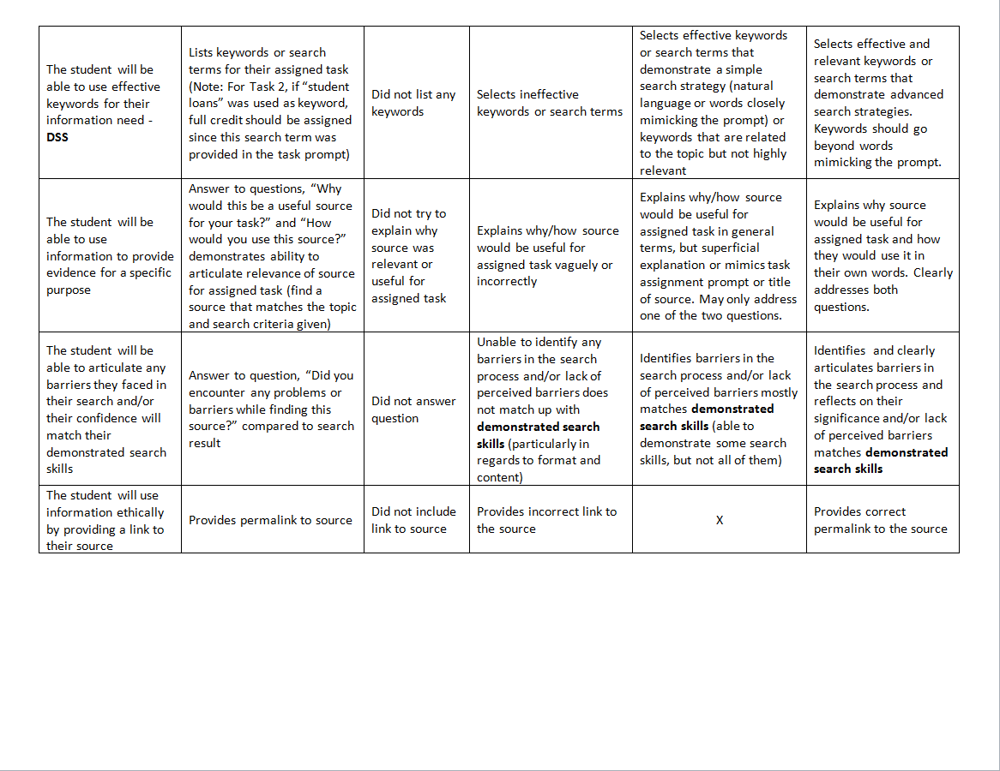 The student will be
able to use effective
keywords for their
information need -
DSS
Lists keywords or search
terms for their assigned task
(Note: For Task 2, if “student
loans” was used as keyword,
full credit should be assigned
since this search term was
provided in the task prompt)
Did not list any
keywords
Selects ineffective
keywords or search terms
Selects effective keywords
or search terms that
demonstrate a simple
search strategy (natural
language or words closely
mimicking the prompt) or
keywords that are related
to the topic but not highly
relevant
Selects effective and
relevant keywords or
search terms that
demonstrate advanced
search strategies.
Keywords should go
beyond words
mimicking the prompt.
The student will be
able to use
information to provide
evidence for a specific
purpose
Answer to questions, “Why
would this be a useful source
for your task?” and “How
would you use this source?”
demonstrates ability to
articulate relevance of source
for assigned task (find a
source that matches the topic
and search criteria given)
Did not try to
explain why
source was
relevant or
useful for
assigned task
Explains why/how source
would be useful for
assigned task vaguely or
incorrectly
Explains why/how source
would be useful for
assigned task in general
terms, but superficial
explanation or mimics task
assignment prompt or title
of source. May only address
one of the two questions.
Explains why source
would be useful for
assigned task and how
they would use it in
their own words. Clearly
addresses both
questions.
The student will be
able to articulate any
barriers they faced in
their search and/or
their confidence will
match their
demonstrated search
skills
Answer to question, “Did you
encounter any problems or
barriers while finding this
source?” compared to search
result
Did not answer
question
Unable to identify any
barriers in the search
process and/or lack of
perceived barriers does
not match up with
demonstrated search
skills (particularly in
regards to format and
content)
Identifies barriers in the
search process and/or lack
of perceived barriers mostly
matches demonstrated
search skills (able to
demonstrate some search
skills, but not all of them)
Identifies and clearly
articulates barriers in
the search process and
reflects on their
significance and/or lack
of perceived barriers
matches demonstrated
search skills
The student will use
information ethically
by providing a link to
their source
Provides permalink to source
Did not include
link to source
Provides incorrect link to
the source
X
Provides correct
permalink to the source